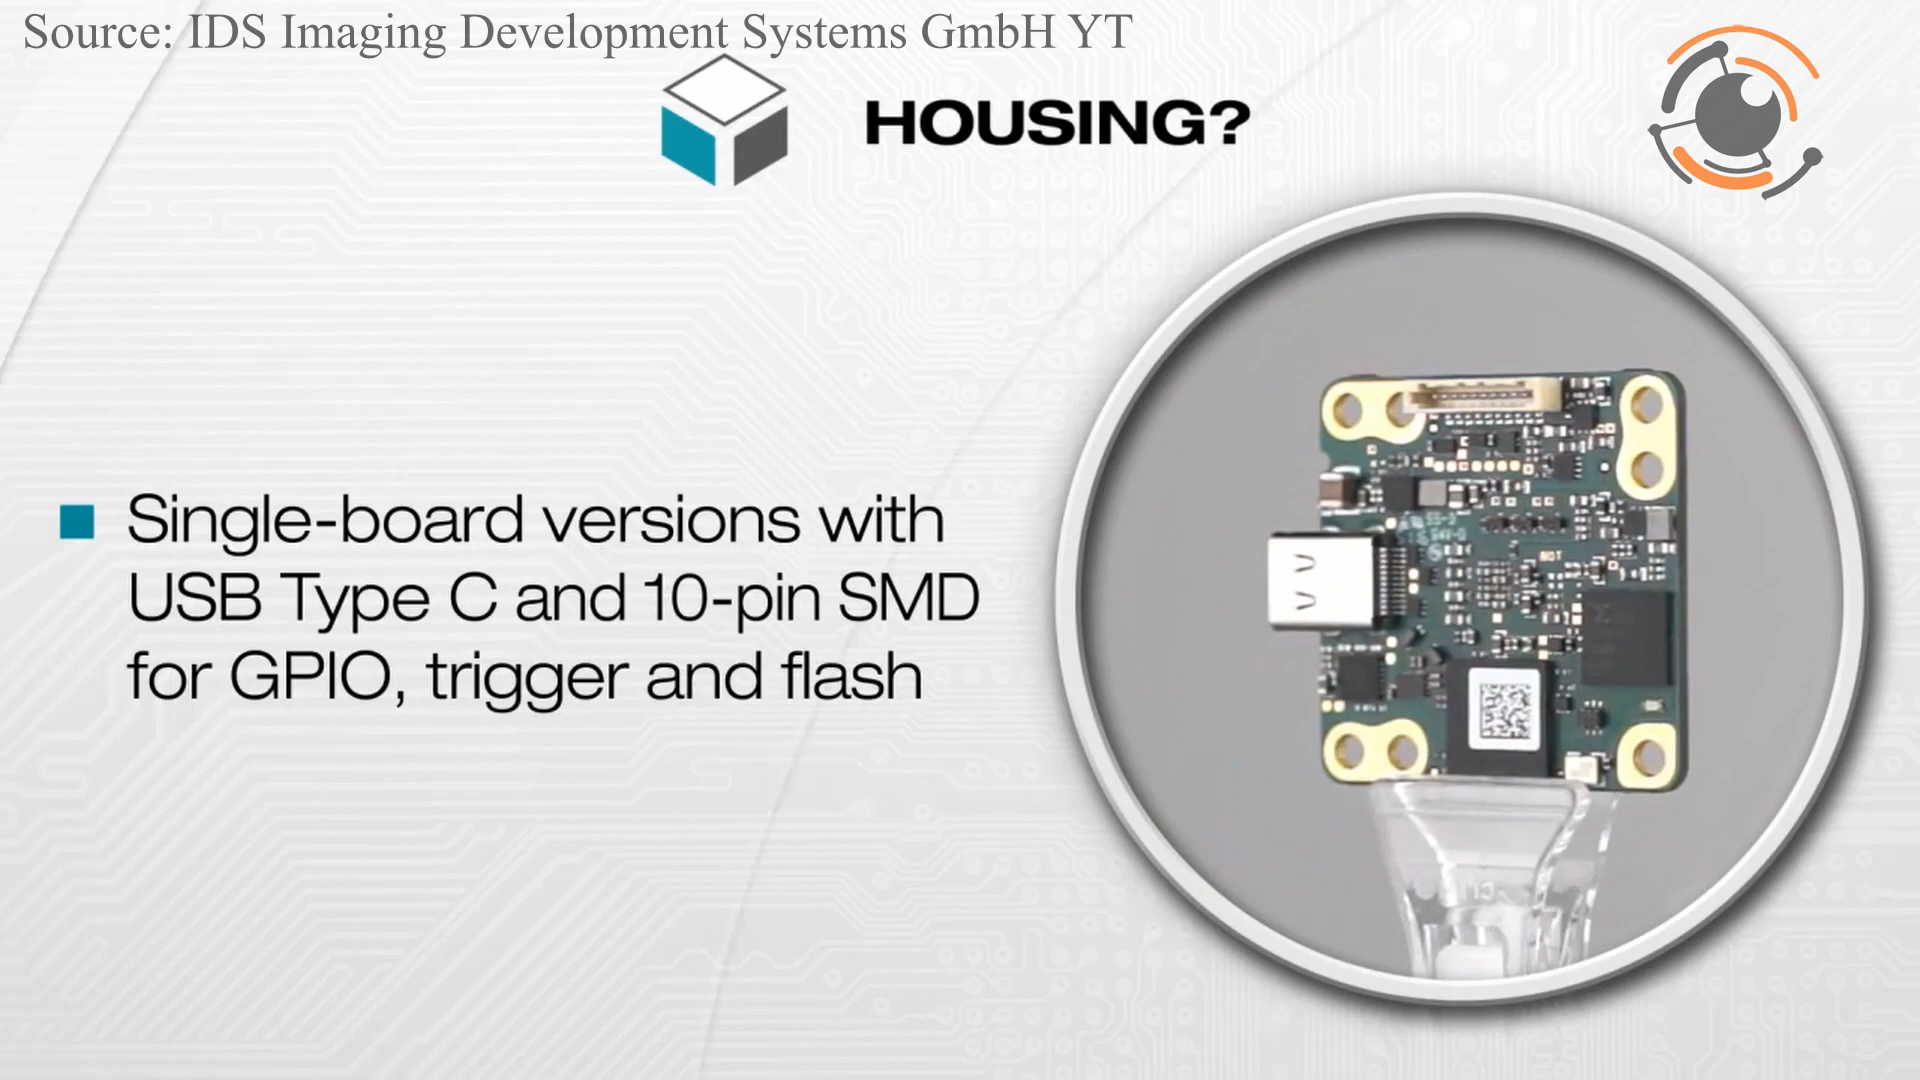 Source: IDS Imaging Development Systems GmbH YT
HOUSING?
Single-board versions with
USB Type C and 10-pin SMD
for GPIO, trigger and flash